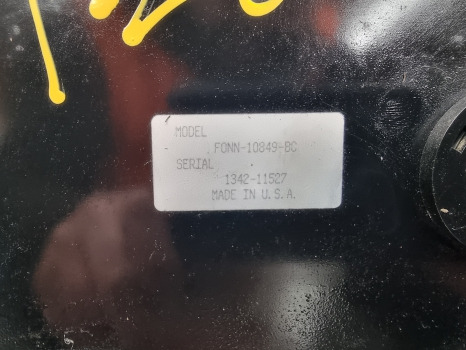 MODEL
FONN-10849-BC
SERIAL
1342-11527
MADE IN U.S.A.